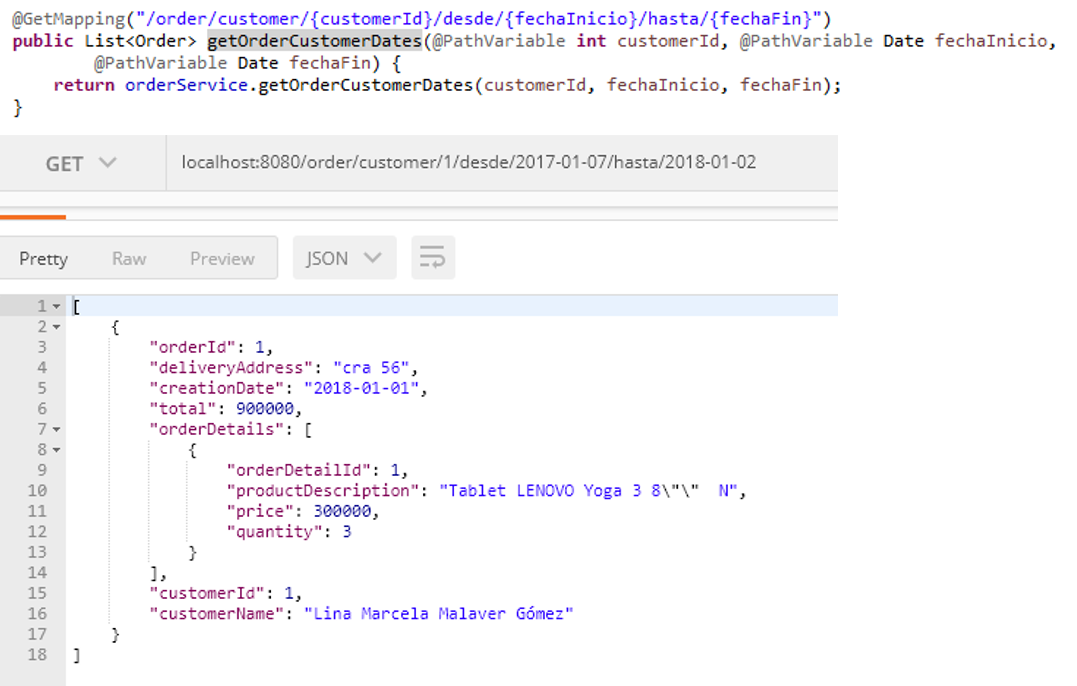 @GetMapping("/order/customer/{customerId}/desde/{fechaInicio}/hasta/{fechaFin}")
public List<Order> getOrderCustomerDates(@PathVariable int customerId, @PathVariable Date fechaInicio,
        @PathVariable Date fechaFin) {
    return orderService.getOrderCustomerDates(customerId, fechaInicio, fechaFin);
}
GET localhost:8080/order/customer/1/desde/2017-01-07/hasta/2018-01-02
Pretty Raw Preview JSON
1 [
2     {
3         "orderId": 1,
4         "deliveryAddress": "cra 56",
5         "creationDate": "2018-01-01",
6         "total": 900000,
7         "orderDetails": [
8             {
9                 "orderDetailId": 1,
10                 "productDescription": "Tablet LENOVO Yoga 3 8\"\"  N",
11                 "price": 300000,
12                 "quantity": 3
13             }
14         ],
15         "customerId": 1,
16         "customerName": "Lina Marcela Malaver Gómez"
17     }
18 ]